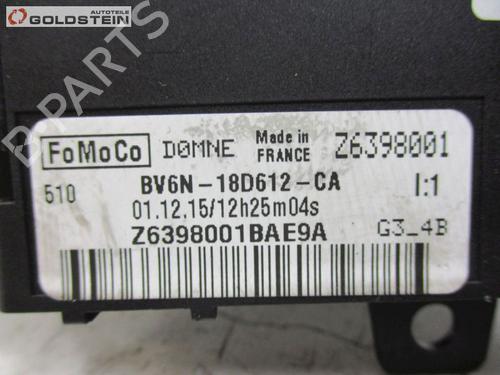 Autoteile
GOLDSTEIN
B-PARTS
FoMoCo DOMNE Made in FRANCE Z6398001
510 BV6N-18D612-CA I:1
01.12.15/12h25m04s
Z6398001BAE9A G3_4B